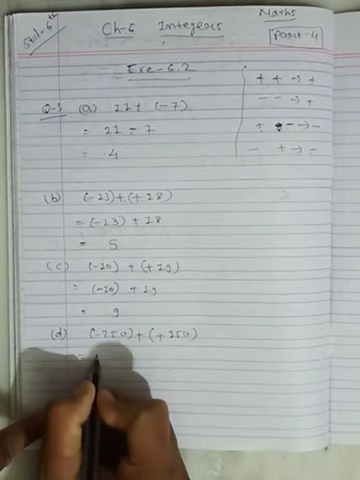 Std-6th
Maths
Ch-6 Integers
Part-4
Exe-6.2
+ + → +
- - → +
+ - → -
- + → -
Q-3 (a) 11 + (-7)
= 11 - 7
= 4
(b) (-13) + (+18)
= (-13) + 18
= 5
(c) (-10) + (+19)
= (-10) + 19
= 9
(d) (-250) + (+150)
=